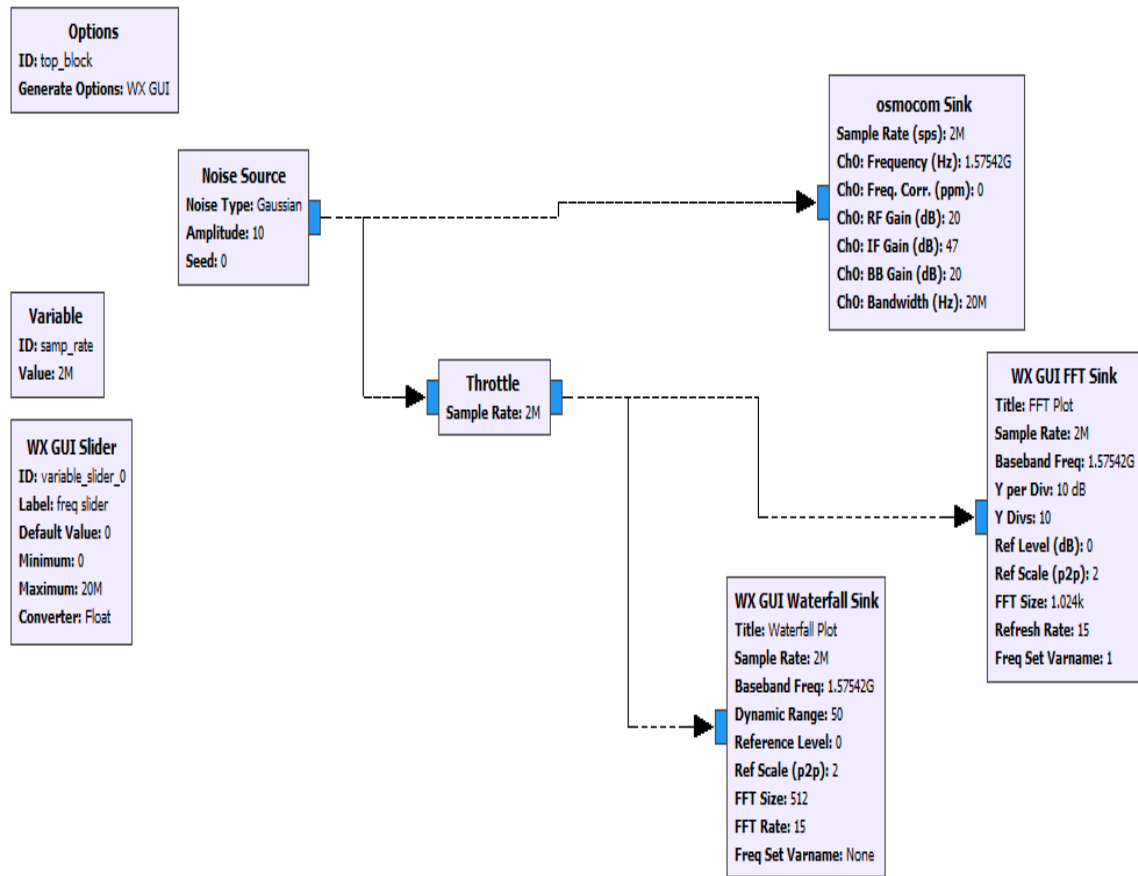 Options
ID: top_block
Generate Options: WX GUI
Noise Source
Noise Type: Gaussian
Amplitude: 10
Seed: 0
osmocom Sink
Sample Rate (sps): 2M
Ch0: Frequency (Hz): 1.57542G
Ch0: Freq. Corr. (ppm): 0
Ch0: RF Gain (dB): 20
Ch0: IF Gain (dB): 47
Ch0: BB Gain (dB): 20
Ch0: Bandwidth (Hz): 20M
Variable
ID: samp_rate
Value: 2M
Throttle
Sample Rate: 2M
WX GUI Slider
ID: variable_slider_0
Label: freq slider
Default Value: 0
Minimum: 0
Maximum: 20M
Converter: Float
WX GUI FFT Sink
Title: FFT Plot
Sample Rate: 2M
Baseband Freq: 1.57542G
Y per Div: 10 dB
Y Divs: 10
Ref Level (dB): 0
Ref Scale (p2p): 2
FFT Size: 1.024k
Refresh Rate: 15
Freq Set Varname: 1
WX GUI Waterfall Sink
Title: Waterfall Plot
Sample Rate: 2M
Baseband Freq: 1.57542G
Dynamic Range: 50
Reference Level: 0
Ref Scale (p2p): 2
FFT Size: 512
FFT Rate: 15
Freq Set Varname: None